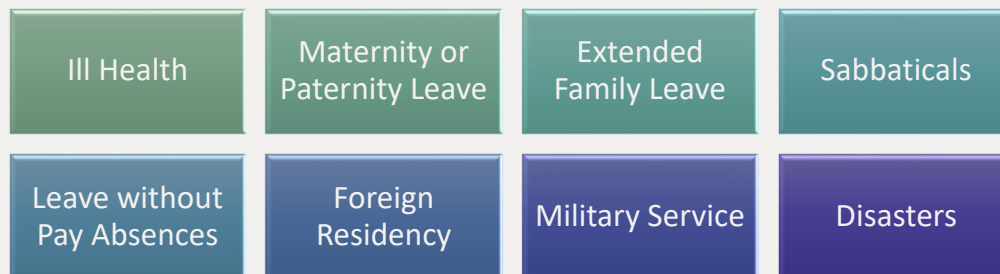 Ill Health
Maternity or
Paternity Leave
Extended
Family Leave
Sabbaticals
Leave without
Pay Absences
Foreign
Residency
Military Service
Disasters